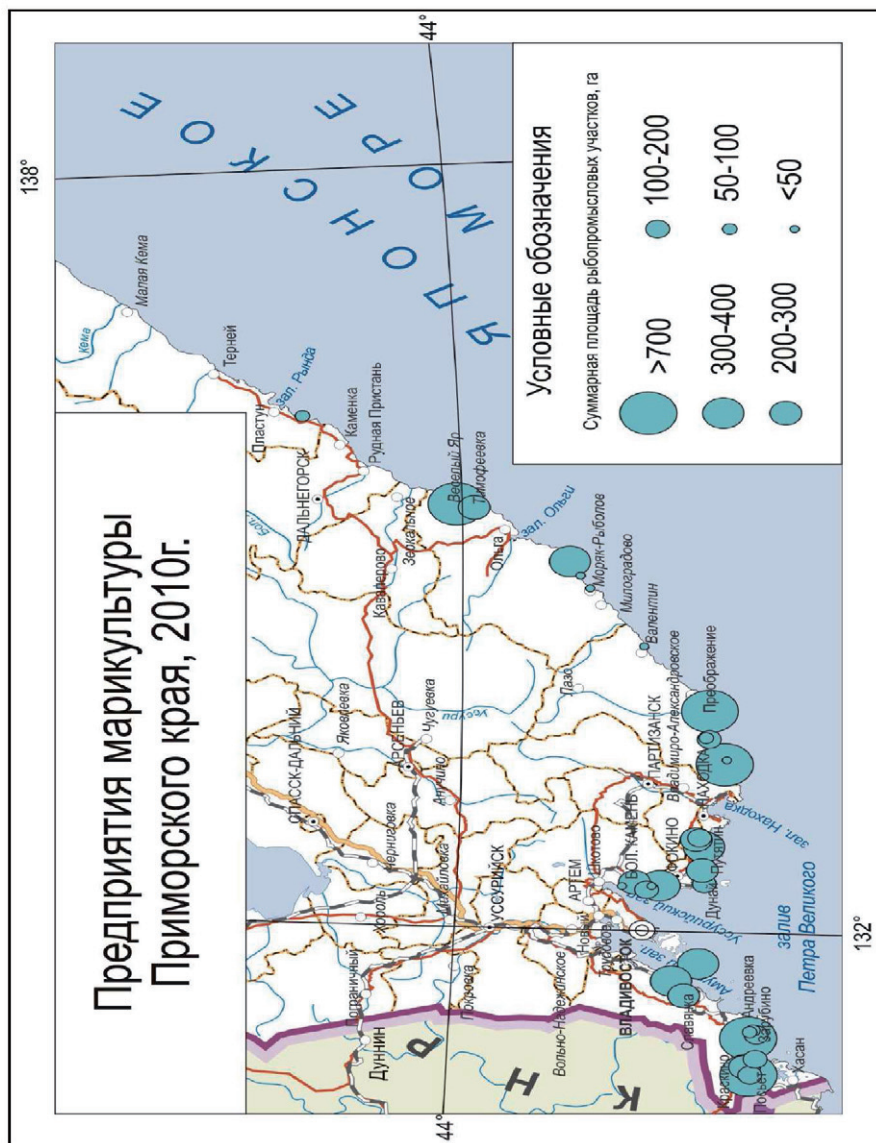 Предприятия марикультуры
Приморского края, 2010г.
138°
44°
44°
132°
ЯПОНСКОЕ
МОРЕ
Малая Кема
Кема
Терней
Пластун
зал. Рында
Каменка
Рудная Пристань
ДАЛЬНЕГОРСК
Зеркальное
Кавалерово
Веселый Яр
Тимофеевка
Ольга
зал. Ольги
Моряк-Рыболов
Милоградово
Валентин
Преображение
Лазо
Уссури
СПАССК-ДАЛЬНИЙ
Яковлевка
АРСЕНЬЕВ
Чугуевка
Анучино
Черниговка
Хороль
Михайловка
УССУРИЙСК
Пограничный
Покровка
Дуннин
ПАРТИЗАНСК
Владимиро-Александровское
НАХОДКА
зал. Находка
БОЛ. КАМЕНЬ
ФОКИНО
Путятин
Дунай
Шкотово
АРТЕМ
Новый
Трудовое
Вольно-Надеждинское
ВЛАДИВОСТОК
Уссурийский зал.
зал.
залив
Петра Великого
Славянка
Андреевка
Зарубино
Краскино
Посьет
Хасан
К
Н
Р
Условные обозначения
Суммарная площадь рыбопромысловых участков, га
>700
100-200
300-400
50-100
200-300
<50